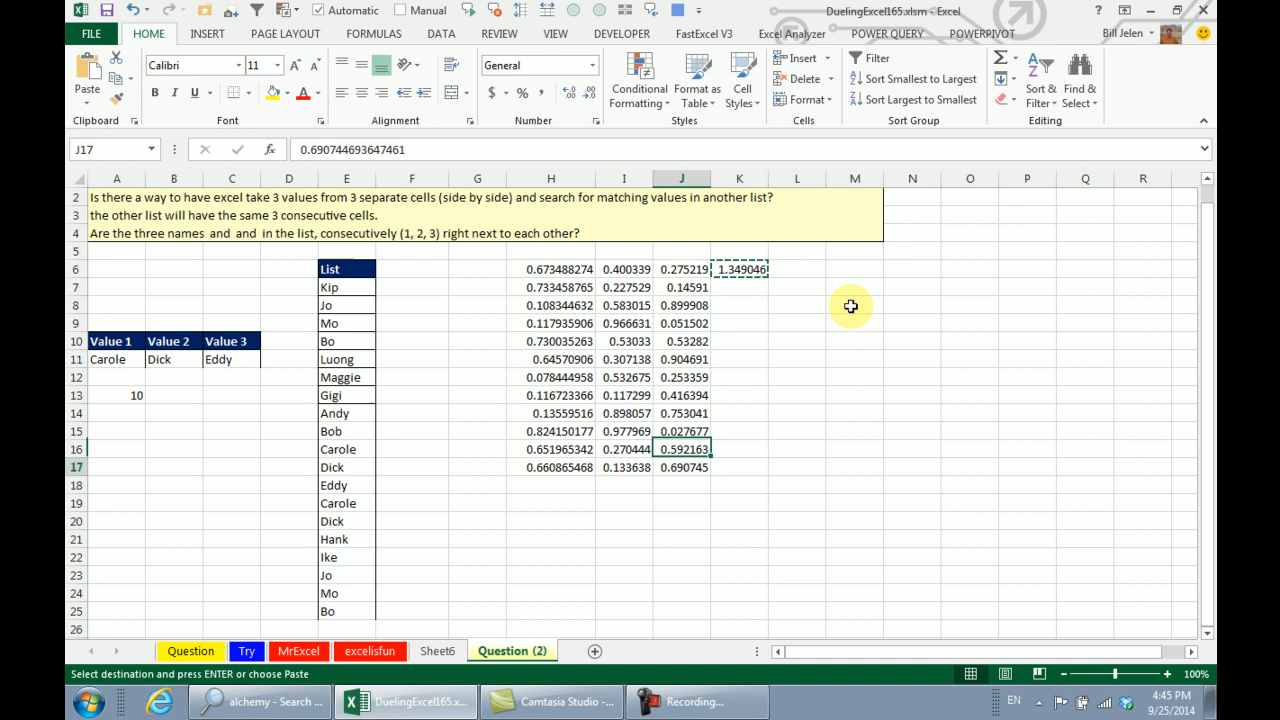 DuelingExcel165.xlsm - Excel
Automatic
Manual
FILE HOME INSERT PAGE LAYOUT FORMULAS DATA REVIEW VIEW DEVELOPER FastExcel V3 Excel Analyzer POWER QUERY POWERPIVOT Bill Jelen
Calibri 11 General
Paste
B I U
$ % ,
Conditional Formatting
Format as Table
Cell Styles
Insert
Delete
Format
Filter
Sort Smallest to Largest
Sort Largest to Smallest
Sort & Filter
Find & Select
Clipboard Font Alignment Number Styles Cells Sort Group Editing
J17 fx 0.690744693647461
A B C D E F G H I J K L M N O P Q R
2 Is there a way to have excel take 3 values from 3 separate cells (side by side) and search for matching values in another list?
3 the other list will have the same 3 consecutive cells.
4 Are the three names and and in the list, consecutively (1, 2, 3) right next to each other?
5
6 List 0.673488274 0.400339 0.275219 1.349046
7 Kip 0.733458765 0.227529 0.14591
8 Jo 0.108344632 0.583015 0.899908
9 Mo 0.117935906 0.966631 0.051502
10 Value 1 Value 2 Value 3 Bo 0.730035263 0.53033 0.53282
11 Carole Dick Eddy Luong 0.64570906 0.307138 0.904691
12 Maggie 0.078444958 0.532675 0.253359
13 10 Gigi 0.116723366 0.117299 0.416394
14 Andy 0.13559516 0.898057 0.753041
15 Bob 0.824150177 0.977969 0.027677
16 Carole 0.651965342 0.270444 0.592163
17 Dick 0.660865468 0.133638 0.690745
18 Eddy
19 Carole
20 Dick
21 Hank
22 Ike
23 Jo
24 Mo
25 Bo
26
Question Try MrExcel excelisfun Sheet6 Question (2)
Select destination and press ENTER or choose Paste 100%
alchemy - Search ... DuelingExcel165.xl... Camtasia Studio -... Recording... EN 4:45 PM
9/25/2014